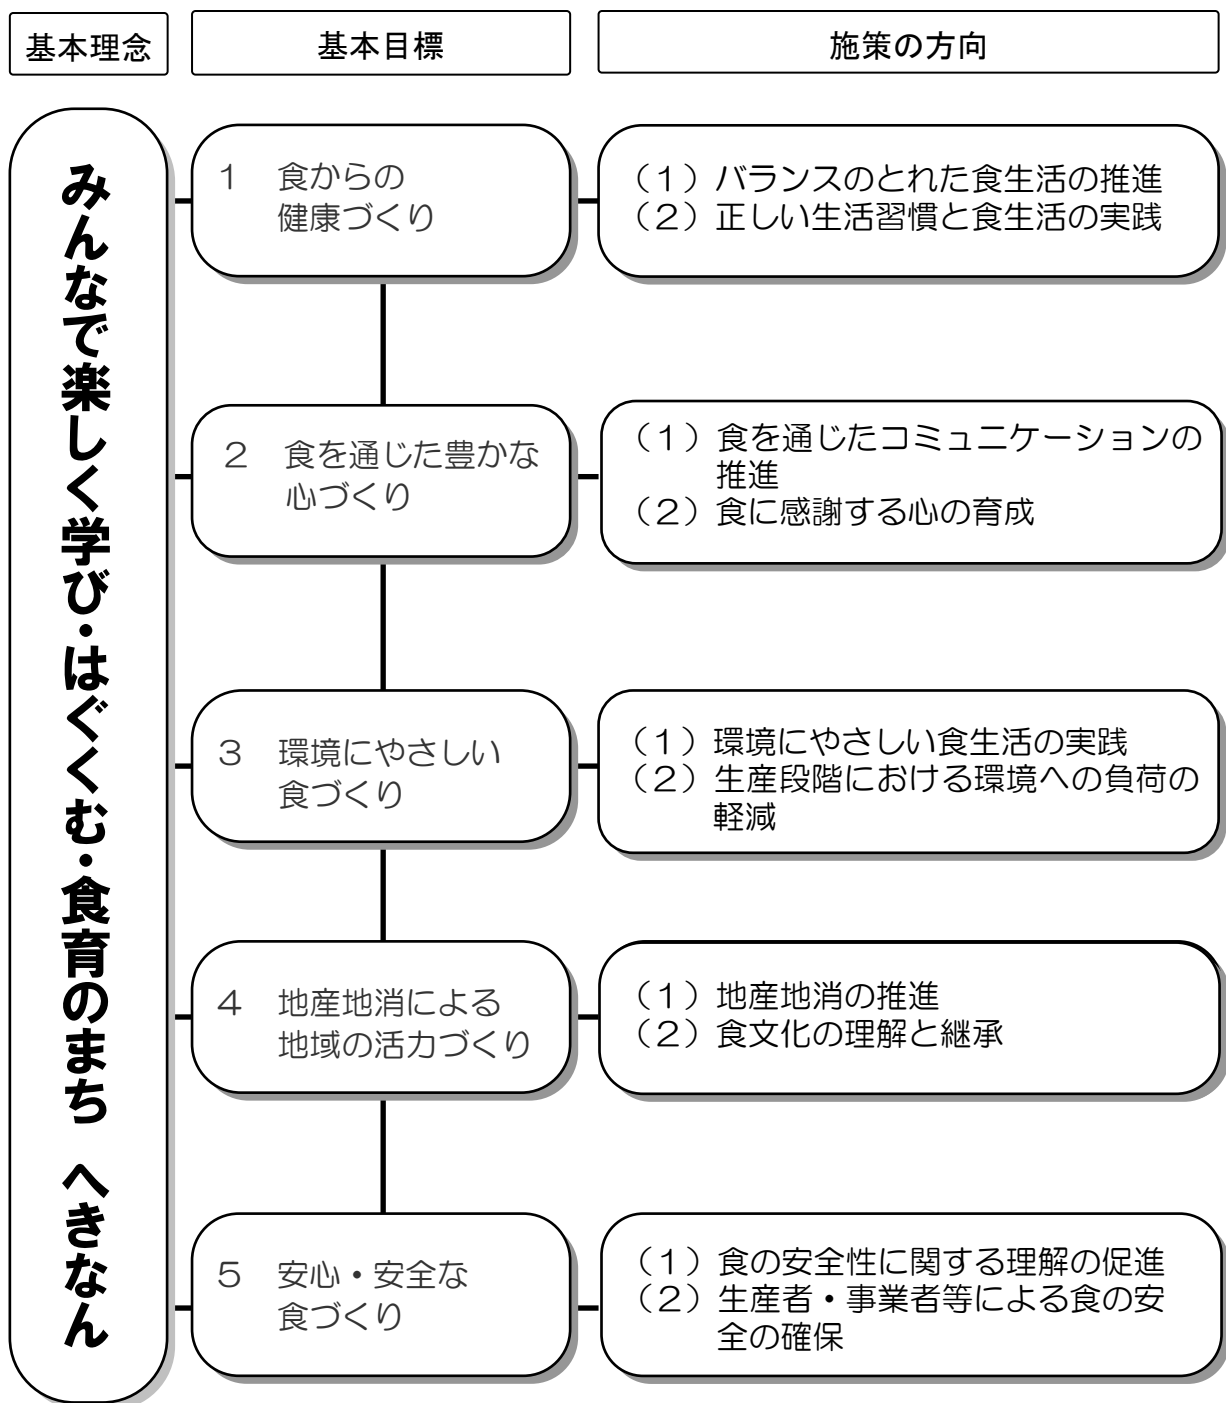 基本理念
基本目標
施策の方向
みんなで楽しく学び・はぐくむ・食育のまち　へきなん
1　食からの
健康づくり
（1）バランスのとれた食生活の推進
（2）正しい生活習慣と食生活の実践
2　食を通じた豊かな
心づくり
（1）食を通じたコミュニケーションの
推進
（2）食に感謝する心の育成
3　環境にやさしい
食づくり
（1）環境にやさしい食生活の実践
（2）生産段階における環境への負荷の
軽減
4　地産地消による
地域の活力づくり
（1）地産地消の推進
（2）食文化の理解と継承
5　安心・安全な
食づくり
（1）食の安全性に関する理解の促進
（2）生産者・事業者等による食の安
全の確保